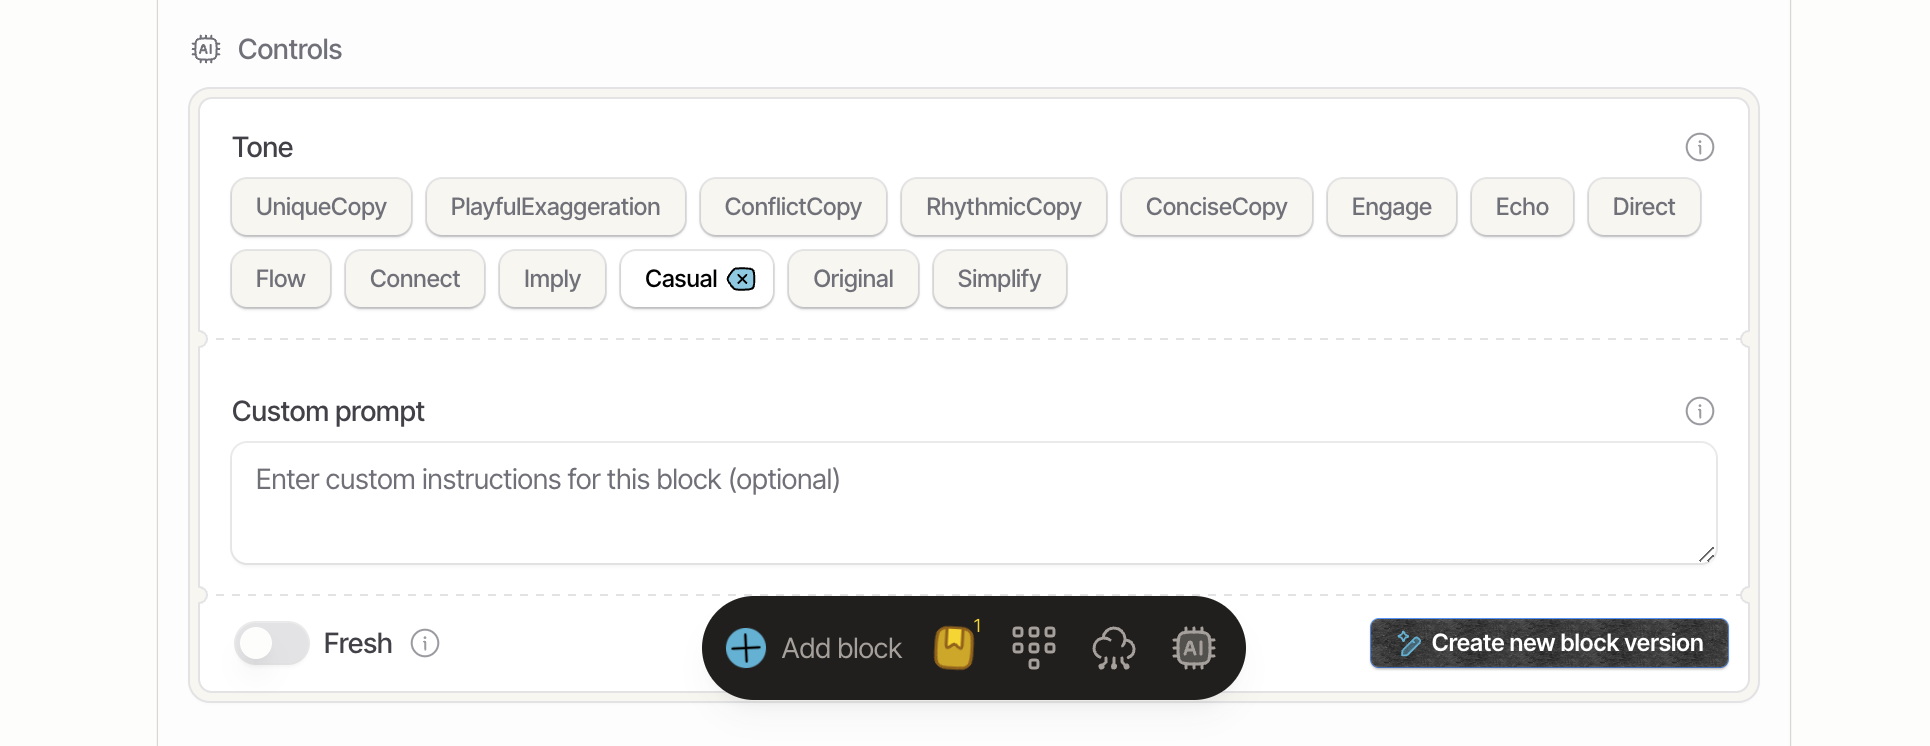 AI Controls
Tone
UniqueCopy PlayfulExaggeration ConflictCopy RhythmicCopy ConciseCopy Engage Echo Direct
Flow Connect Imply Casual Original Simplify
Custom prompt
Enter custom instructions for this block (optional)
Fresh Add block 1 AI Create new block version